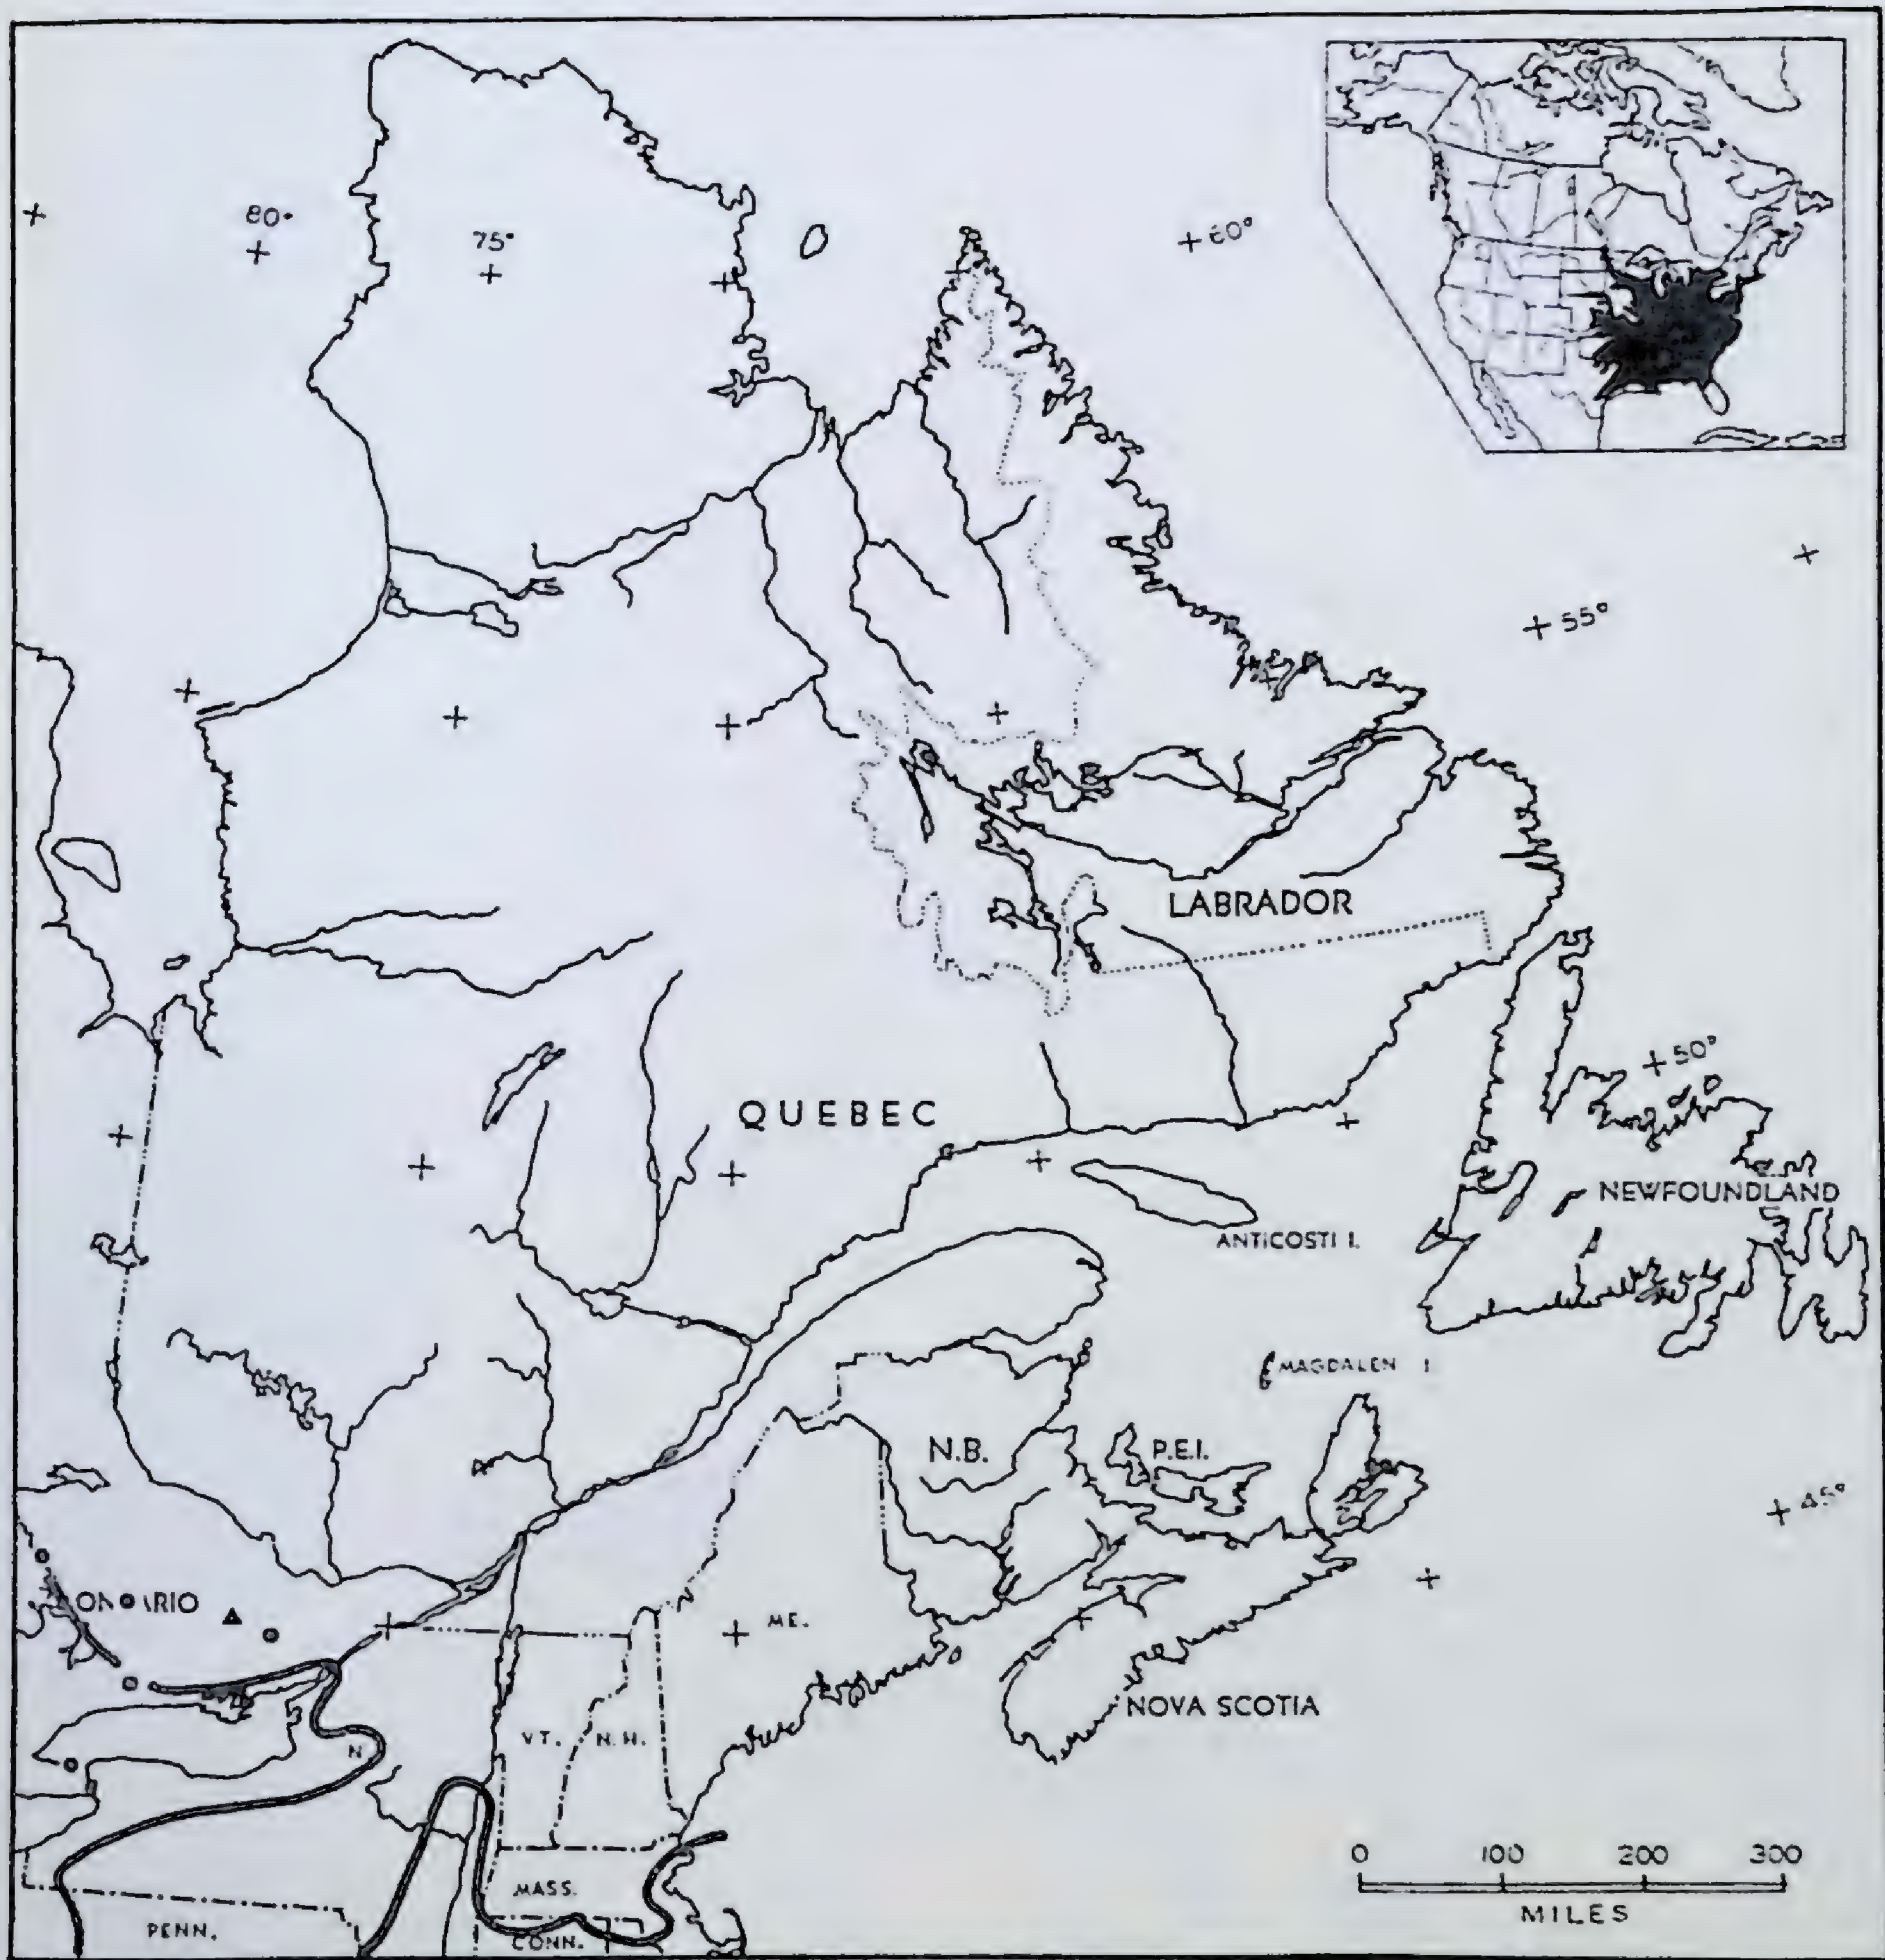 80°
75°
60°
55°
LABRADOR
50°
QUEBEC
NEWFOUNDLAND
ANTICOSTI I.
MAGDALEN I.
N.B.
P.E.I.
45°
ME.
NOVA SCOTIA
VT.
N.H.
N
MASS.
PENN.
CONN.
0 100 200 300
MILES